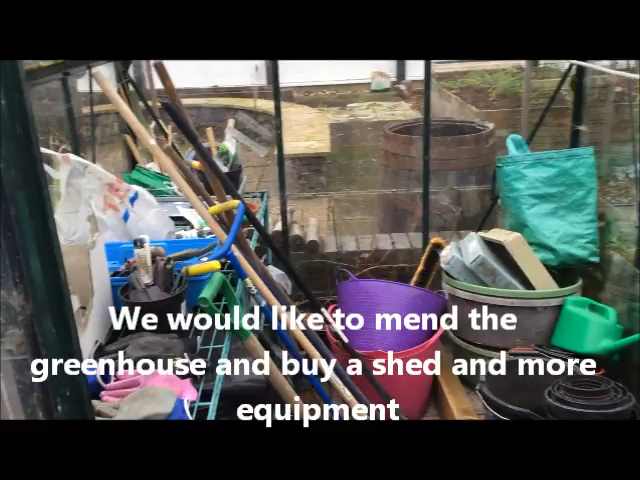 We would like to mend the
greenhouse and buy a shed and more
equipment